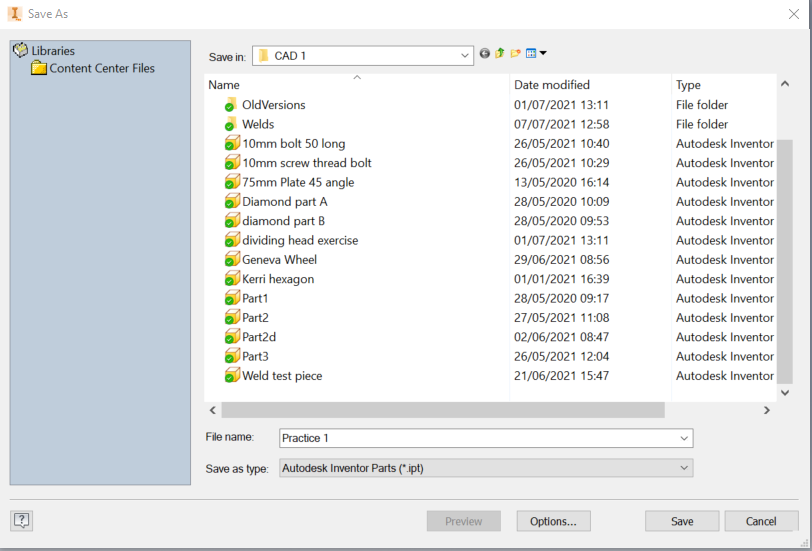 Save As
Libraries
Content Center Files
Save in: CAD 1
Name Date modified Type
OldVersions 01/07/2021 13:11 File folder
Welds 07/07/2021 12:58 File folder
10mm bolt 50 long 26/05/2021 10:40 Autodesk Inventor
10mm screw thread bolt 26/05/2021 10:29 Autodesk Inventor
75mm Plate 45 angle 13/05/2020 16:14 Autodesk Inventor
Diamond part A 28/05/2020 10:09 Autodesk Inventor
diamond part B 28/05/2020 09:53 Autodesk Inventor
dividing head exercise 01/07/2021 13:11 Autodesk Inventor
Geneva Wheel 29/06/2021 08:56 Autodesk Inventor
Kerri hexagon 01/01/2021 16:39 Autodesk Inventor
Part1 28/05/2020 09:17 Autodesk Inventor
Part2 27/05/2021 11:08 Autodesk Inventor
Part2d 02/06/2021 08:47 Autodesk Inventor
Part3 26/05/2021 12:04 Autodesk Inventor
Weld test piece 21/06/2021 15:47 Autodesk Inventor
File name: Practice 1
Save as type: Autodesk Inventor Parts (*.ipt)
? Preview Options... Save Cancel